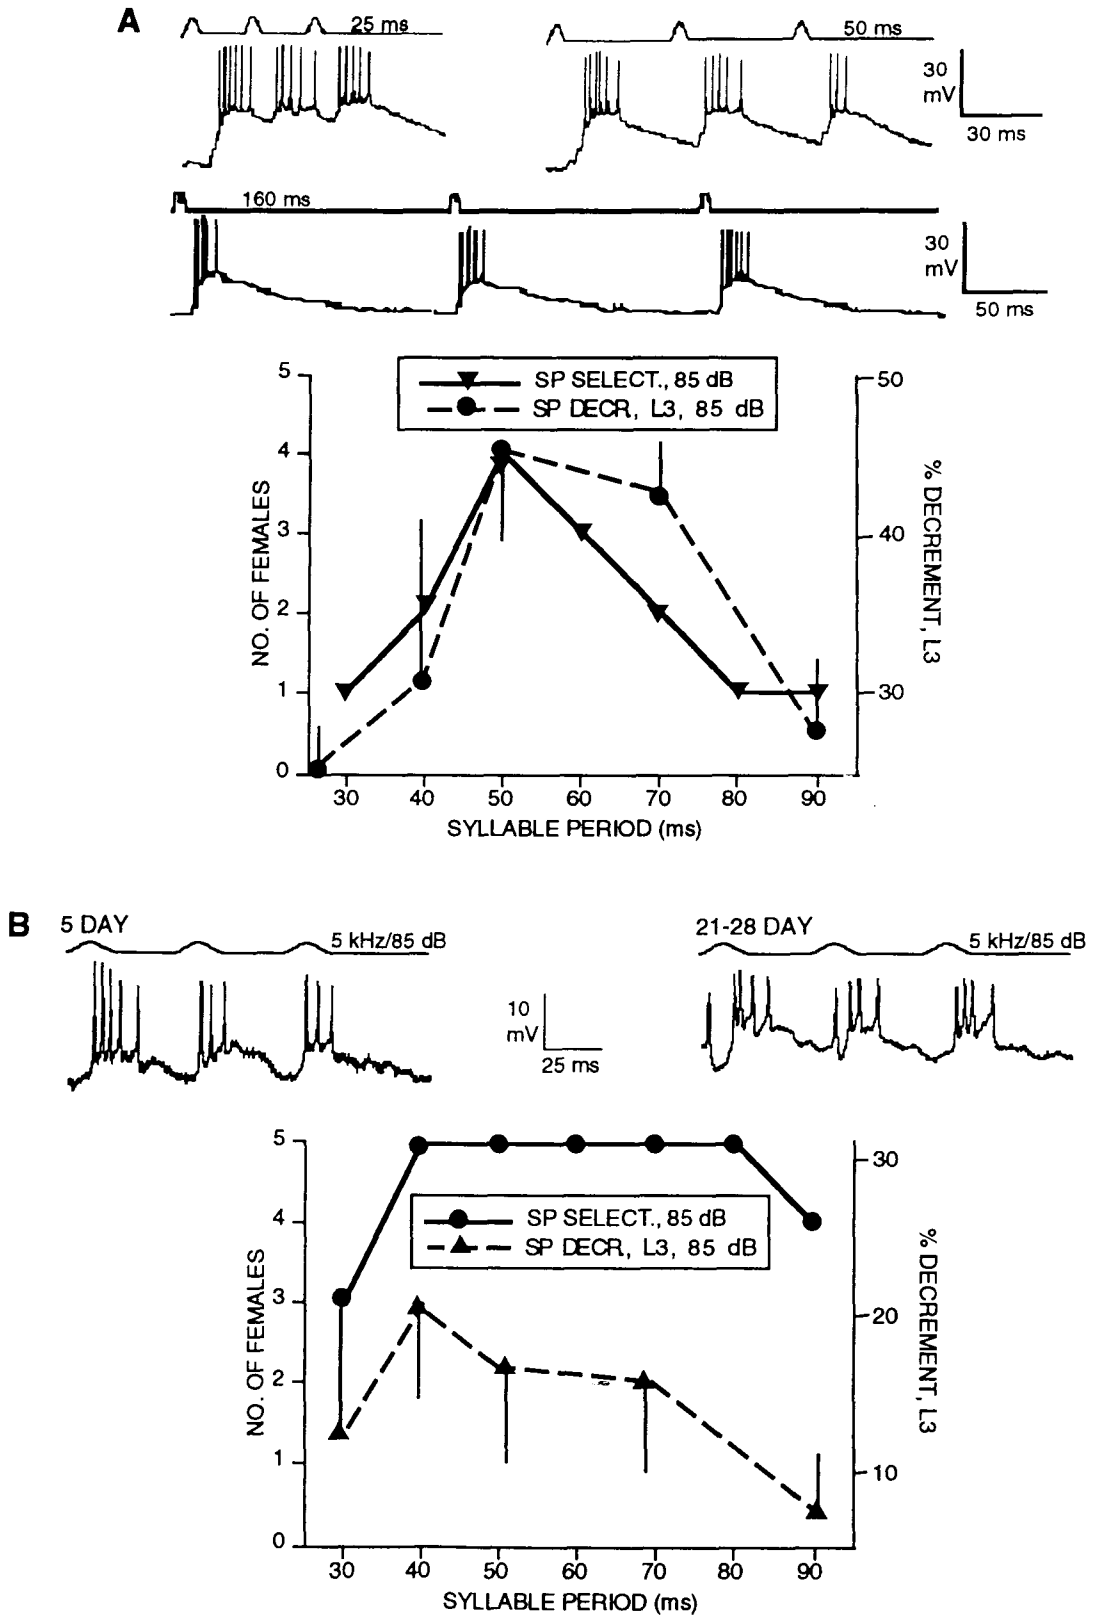 A
25 ms
50 ms
30 mV
30 ms
160 ms
30 mV
50 ms
SP SELECT., 85 dB
SP DECR, L3, 85 dB
5
4
3
2
1
0
NO. OF FEMALES
50
40
30
% DECREMENT, L3
30 40 50 60 70 80 90
SYLLABLE PERIOD (ms)
B
5 DAY
5 kHz/85 dB
10 mV
25 ms
21-28 DAY
5 kHz/85 dB
SP SELECT., 85 dB
SP DECR, L3, 85 dB
5
4
3
2
1
0
NO. OF FEMALES
30
20
10
% DECREMENT, L3
30 40 50 60 70 80 90
SYLLABLE PERIOD (ms)